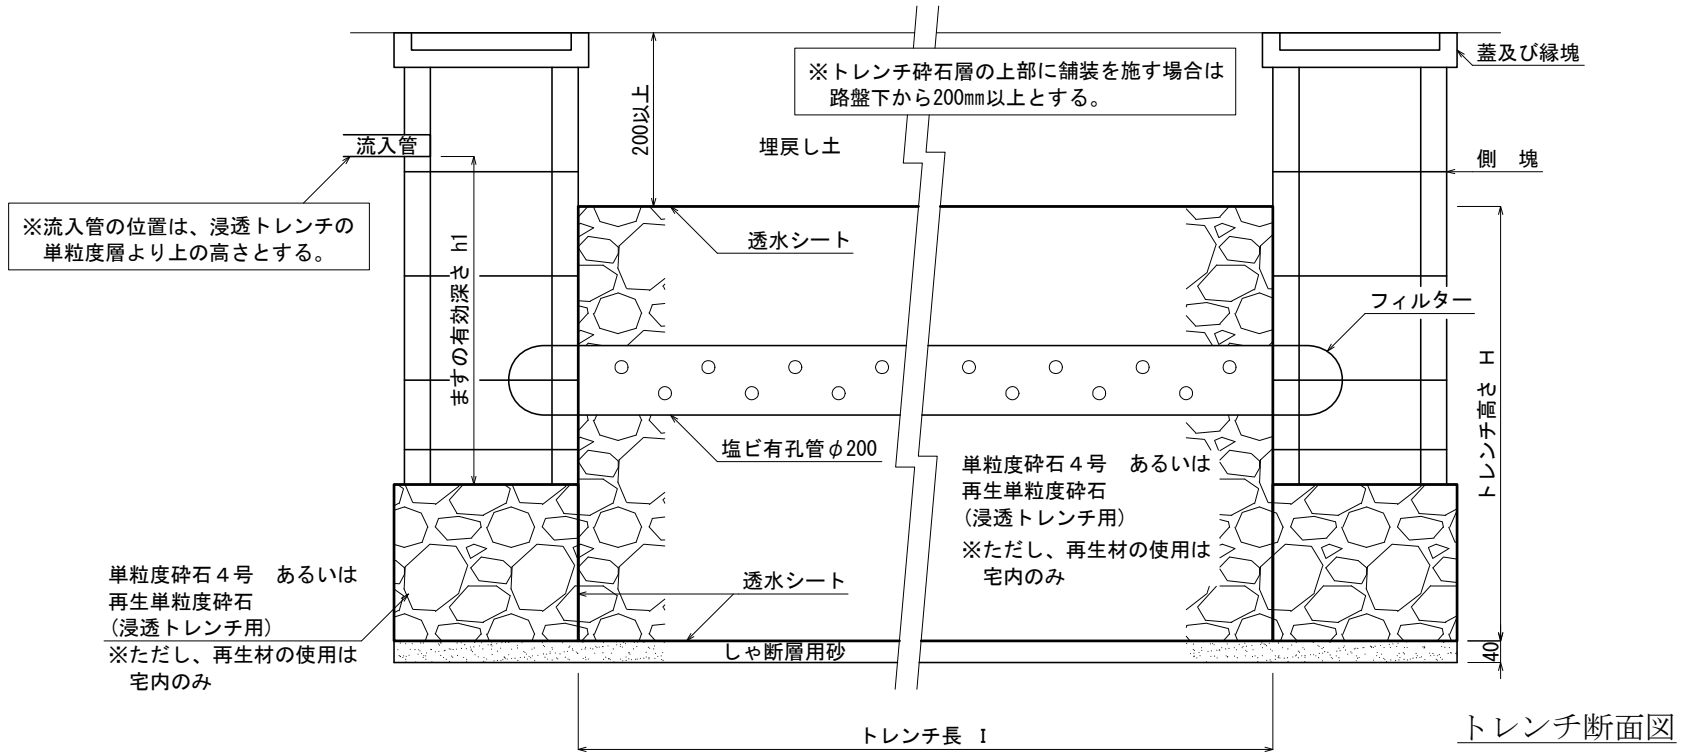 蓋及び縁塊
※トレンチ砕石層の上部に舗装を施す場合は
路盤下から200㎜以上とする。
200以上
流入管
埋戻し土
側　塊
※流入管の位置は、浸透トレンチの
単粒度層より上の高さとする。
透水シート
ますの有効深さ h1
フィルター
トレンチ高さ　H
塩ビ有孔管φ200
単粒度砕石４号　あるいは
再生単粒度砕石
(浸透トレンチ用)
※ただし、再生材の使用は
宅内のみ
単粒度砕石４号　あるいは
再生単粒度砕石
(浸透トレンチ用)
※ただし、再生材の使用は
宅内のみ
透水シート
しゃ断層用砂
40
トレンチ長　I
トレンチ断面図